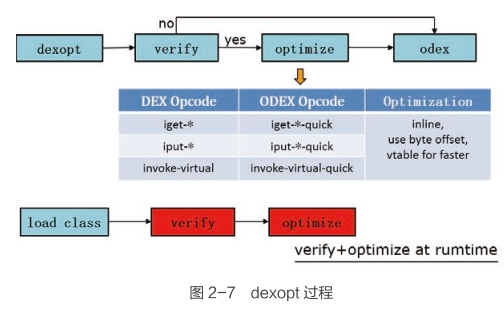 no
dexopt verify yes optimize odex
DEX Opcode ODEX Opcode Optimization
iget-* iget-*-quick inline,
iput-* iput-*-quick use byte offset,
invoke-virtual invoke-virtual-quick vtable for faster
load class verify optimize
verify+optimize at rumtime
图 2-7 dexopt 过程